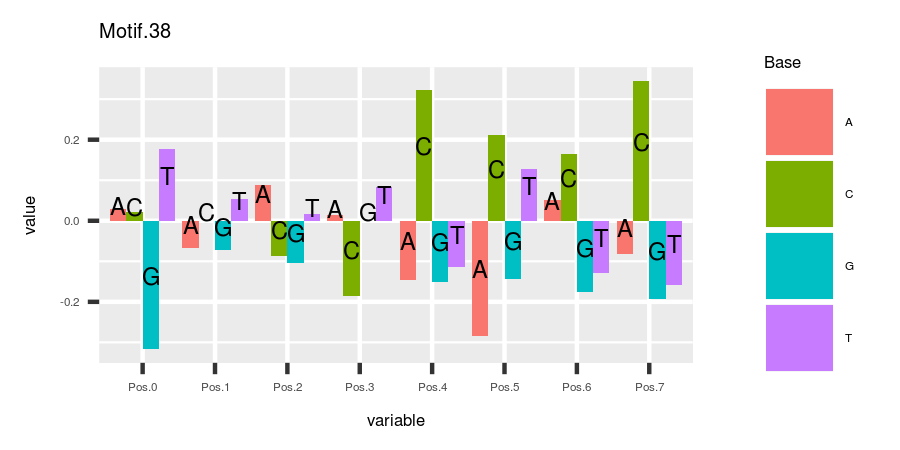 Motif.38
value
0.2
0.0
-0.2
A C G T
A C G T
A C G T
A C G T
A C G T
A C G T
A C G T
A C G T
Pos.0 Pos.1 Pos.2 Pos.3 Pos.4 Pos.5 Pos.6 Pos.7
variable
Base
A
C
G
T